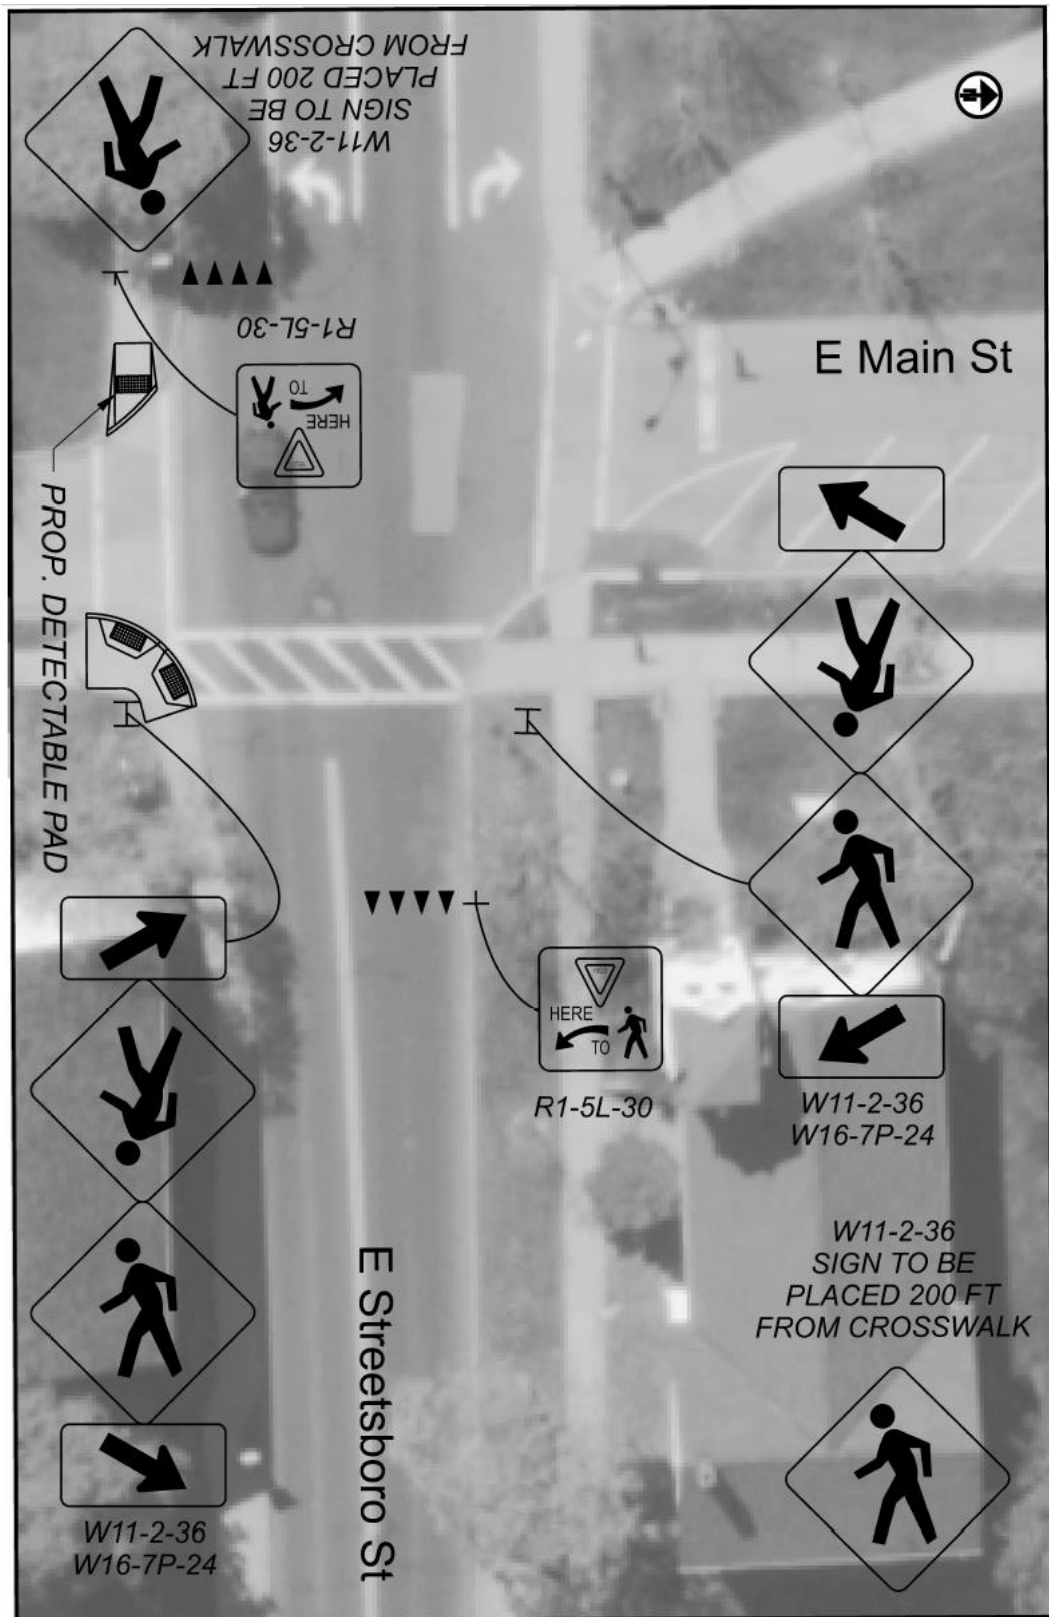 W11-2-36
SIGN TO BE
PLACED 200 FT
FROM CROSSWALK
N
R1-5L-30
HERE
TO
E Main St
PROP. DETECTABLE PAD
HERE
TO
R1-5L-30
W11-2-36
W16-7P-24
W11-2-36
SIGN TO BE
PLACED 200 FT
FROM CROSSWALK
E Streetsboro St
W11-2-36
W16-7P-24